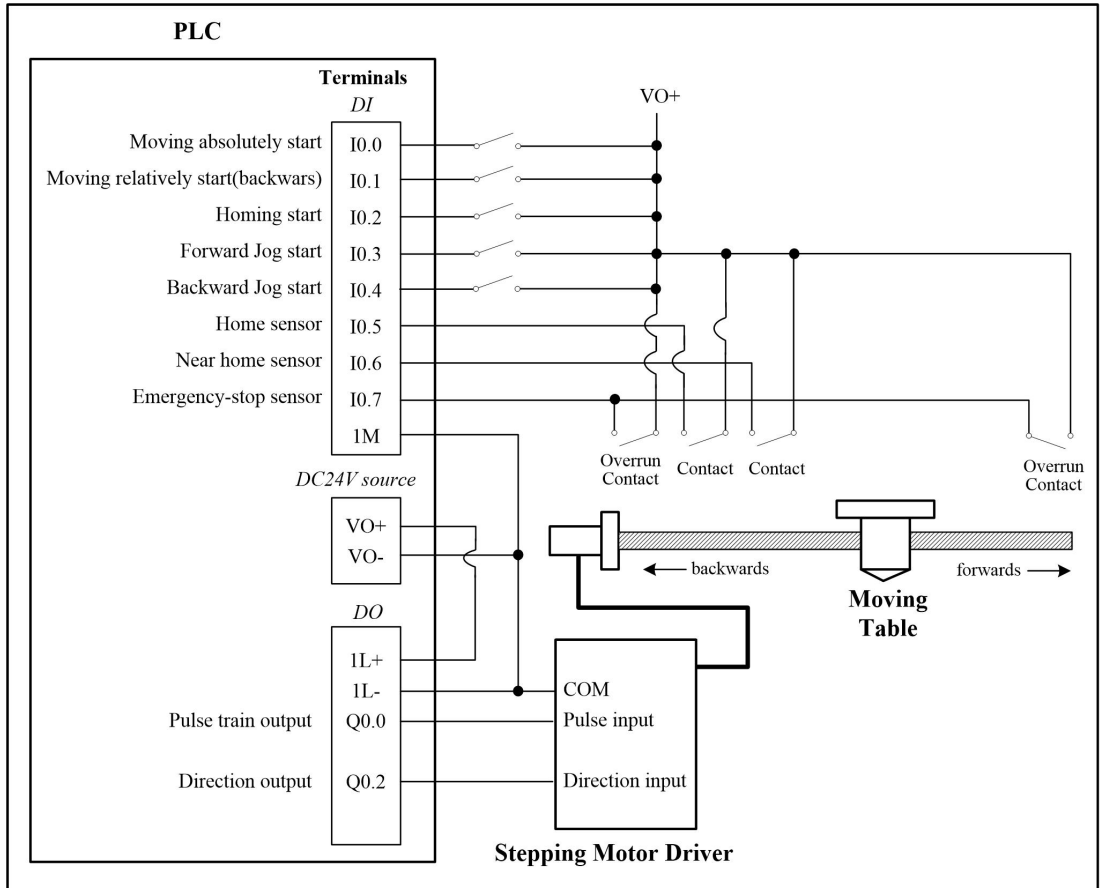 PLC
Terminals
DI
Moving absolutely start I0.0
Moving relatively start(backwars) I0.1
Homing start I0.2
Forward Jog start I0.3
Backward Jog start I0.4
Home sensor I0.5
Near home sensor I0.6
Emergency-stop sensor I0.7
1M
VO+
Overrun
Contact
Contact
Contact
Overrun
Contact
DC24V source
VO+
VO-
backwards
forwards
Moving
Table
DO
1L+
1L-
Pulse train output Q0.0
Direction output Q0.2
COM
Pulse input
Direction input
Stepping Motor Driver